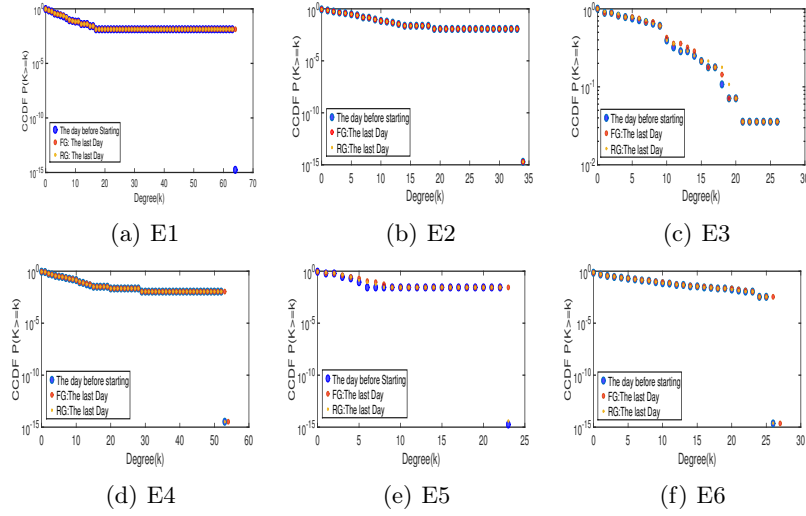 CCDF P(K>=k)
10^0
10^-5
10^-10
10^-15
The day before Starting
FG: The last Day
RG: The last Day
0 10 20 30 40 50 60 70
Degree(k)
(a) E1
CCDF P(K>=k)
10^0
10^-5
10^-10
10^-15
The day before starting
FG:The last Day
RG:The last Day
0 5 10 15 20 25 30 35
Degree(k)
(b) E2
CCDF P(K>=k)
10^0
10^-1
10^-2
The day before starting
FG:The last Day
RG:The last Day
0 5 10 15 20 25 30
Degree(k)
(c) E3
CCDF P(K>=k)
10^0
10^-5
10^-10
10^-15
The day before starting
FG:The last Day
RG:The last Day
0 10 20 30 40 50 60
Degree(k)
(d) E4
CCDF P(K>=k)
10^0
10^-5
10^-10
10^-15
The day before Starting
FG:The last Day
RG:The last Day
0 5 10 15 20 25
Degree(k)
(e) E5
CCDF P(K>=k)
10^0
10^-5
10^-10
10^-15
The day before starting
FG:The last Day
RG:The last Day
0 5 10 15 20 25 30
Degree(k)
(f) E6